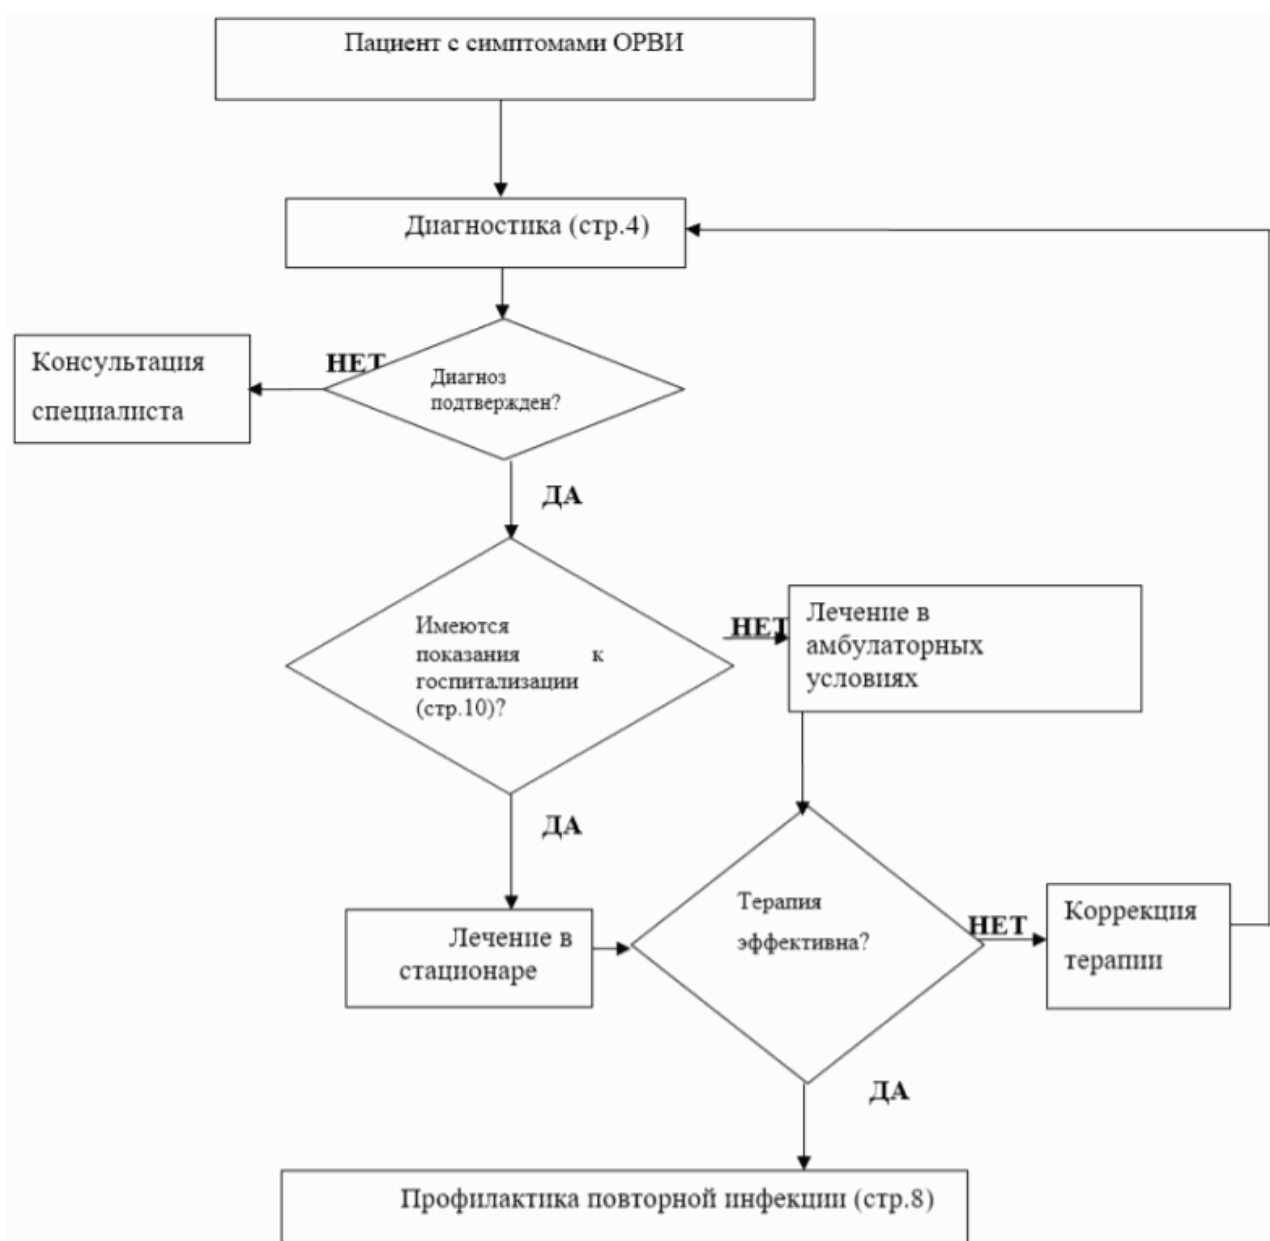 Пациент с симптомами ОРВИ
Диагностика (стр.4)
Консультация
специалиста
НЕТ
Диагноз
подтвержден?
ДА
Имеются
показания к
госпитализации
(стр.10)?
НЕТ
Лечение в
амбулаторных
условиях
ДА
Лечение в
стационаре
Терапия
эффективна?
НЕТ
Коррекция
терапии
ДА
Профилактика повторной инфекции (стр.8)